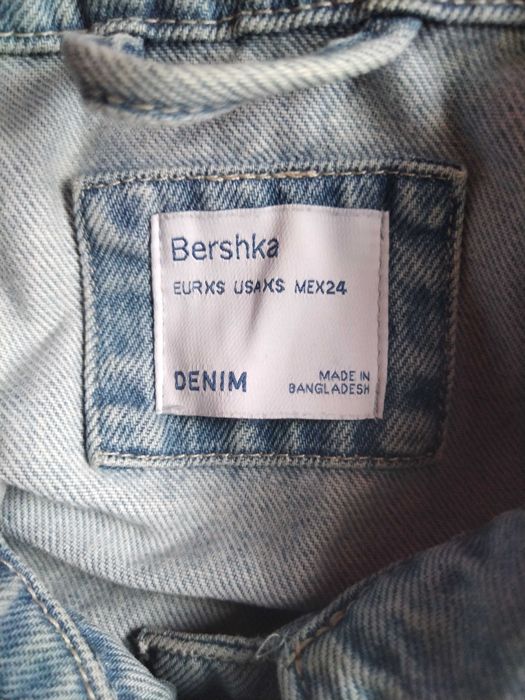 Bershka
EURXS USAXS MEX24
DENIM
MADE IN
BANGLADESH